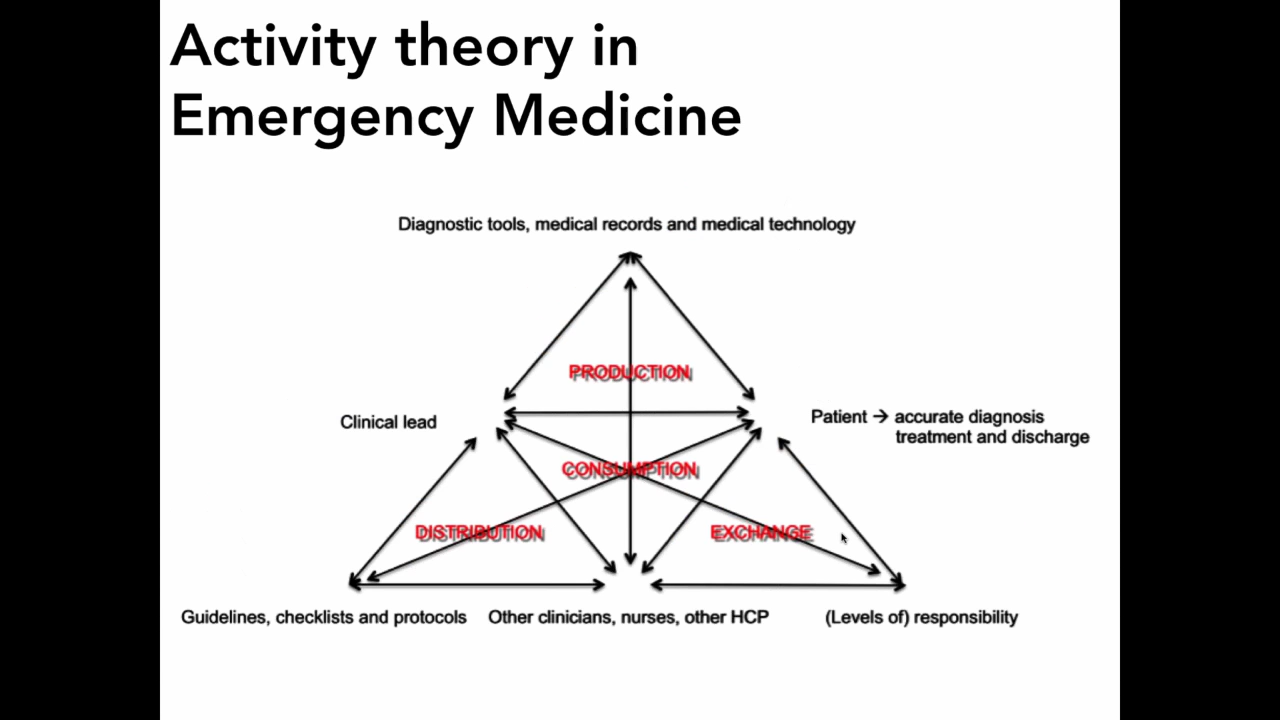 Activity theory in
Emergency Medicine
Diagnostic tools, medical records and medical technology
PRODUCTION
Clinical lead
Patient → accurate diagnosis
treatment and discharge
CONSUMPTION
DISTRIBUTION
EXCHANGE
Guidelines, checklists and protocols
Other clinicians, nurses, other HCP
(Levels of) responsibility